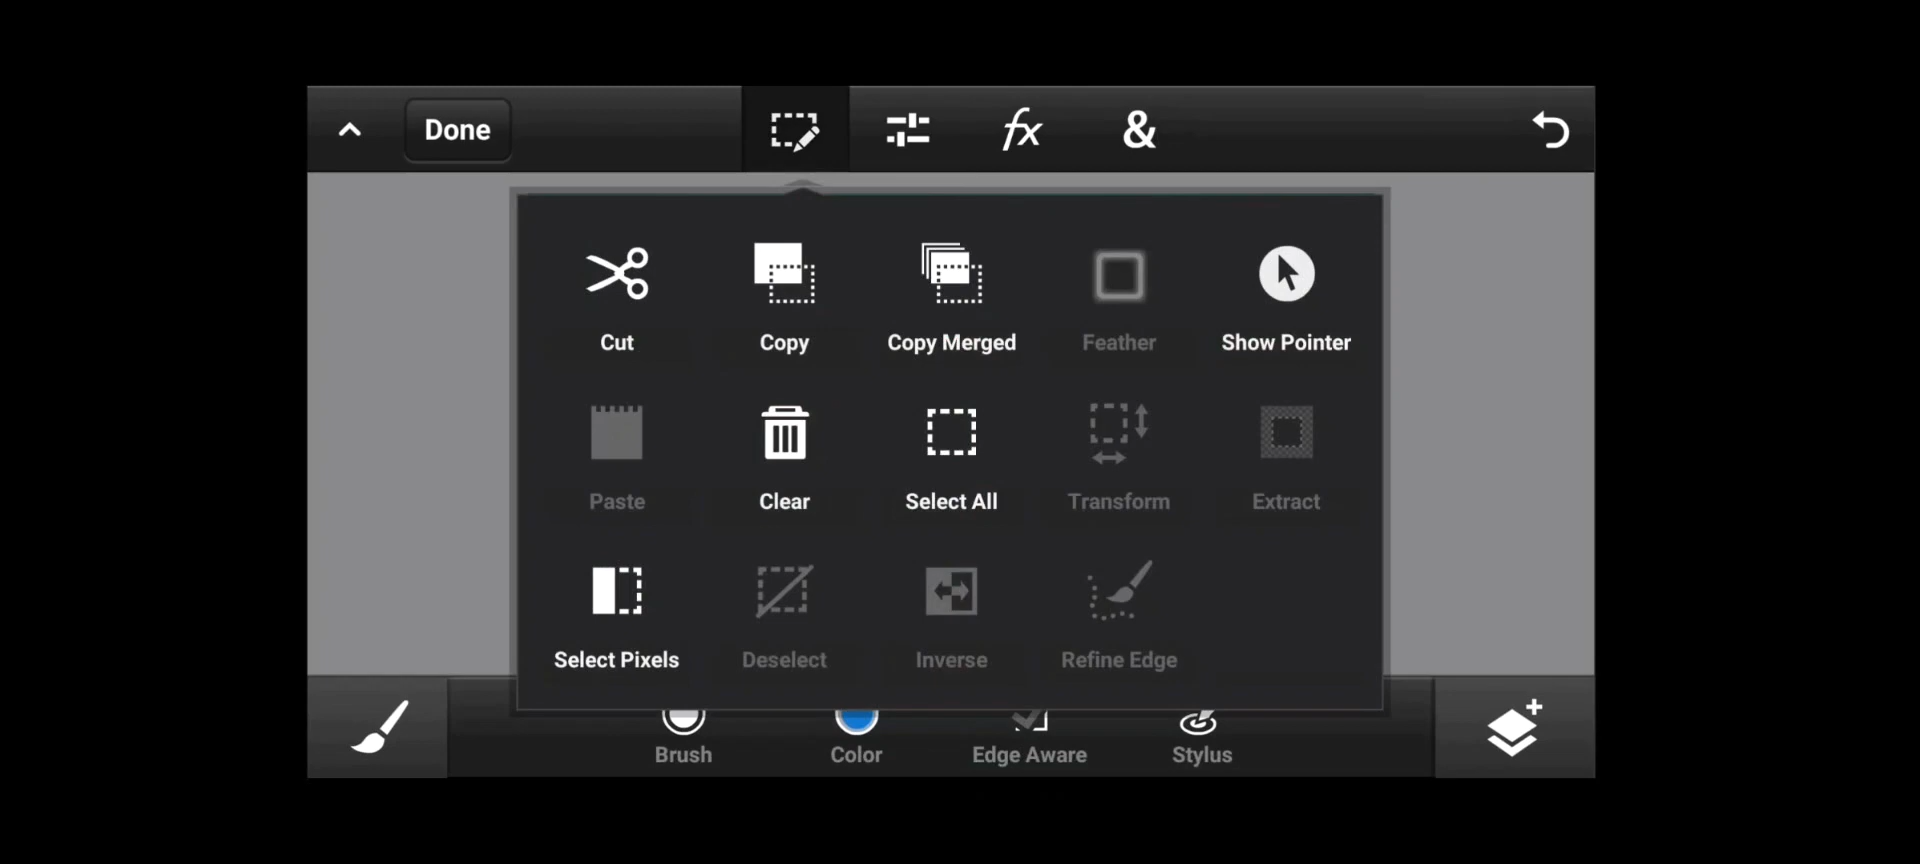 Done fx &
Cut Copy Copy Merged Feather Show Pointer
Paste Clear Select All Transform Extract
Select Pixels Deselect Inverse Refine Edge
Brush Color Edge Aware Stylus